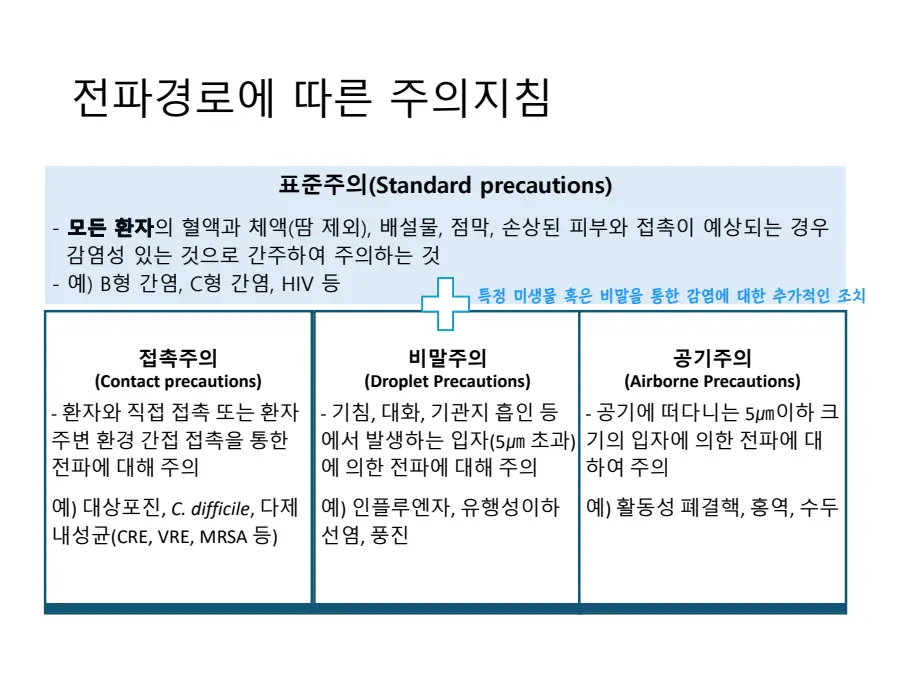 전파경로에 따른 주의지침
표준주의(Standard precautions)
- 모든 환자의 혈액과 체액(땀 제외), 배설물, 점막, 손상된 피부와 접촉이 예상되는 경우
감염성 있는 것으로 간주하여 주의하는 것
- 예) B형 간염, C형 간염, HIV 등
특정 미생물 혹은 비말을 통한 감염에 대한 추가적인 조치
접촉주의
(Contact precautions)
- 환자와 직접 접촉 또는 환자
주변 환경 간접 접촉을 통한
전파에 대해 주의
예) 대상포진, C. difficile, 다제
내성균(CRE, VRE, MRSA 등)
비말주의
(Droplet Precautions)
- 기침, 대화, 기관지 흡인 등
에서 발생하는 입자(5㎛ 초과)
에 의한 전파에 대해 주의
예) 인플루엔자, 유행성이하
선염, 풍진
공기주의
(Airborne Precautions)
- 공기에 떠다니는 5㎛이하 크
기의 입자에 의한 전파에 대
하여 주의
예) 활동성 폐결핵, 홍역, 수두